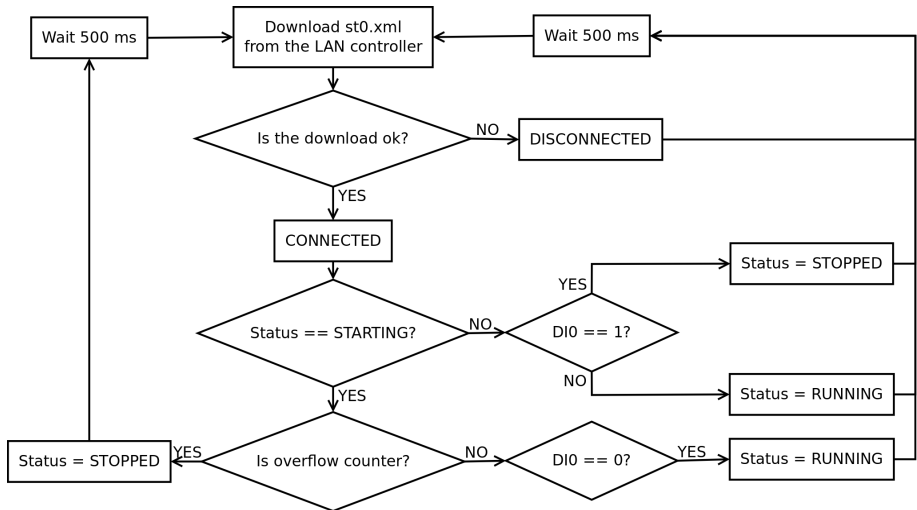 Wait 500 ms
Download st0.xml
from the LAN controller
Wait 500 ms
Is the download ok?
NO
DISCONNECTED
YES
CONNECTED
Status == STARTING?
NO
DI0 == 1?
YES
Status = STOPPED
NO
Status = RUNNING
YES
Is overflow counter?
YES
Status = STOPPED
NO
DI0 == 0?
YES
Status = RUNNING